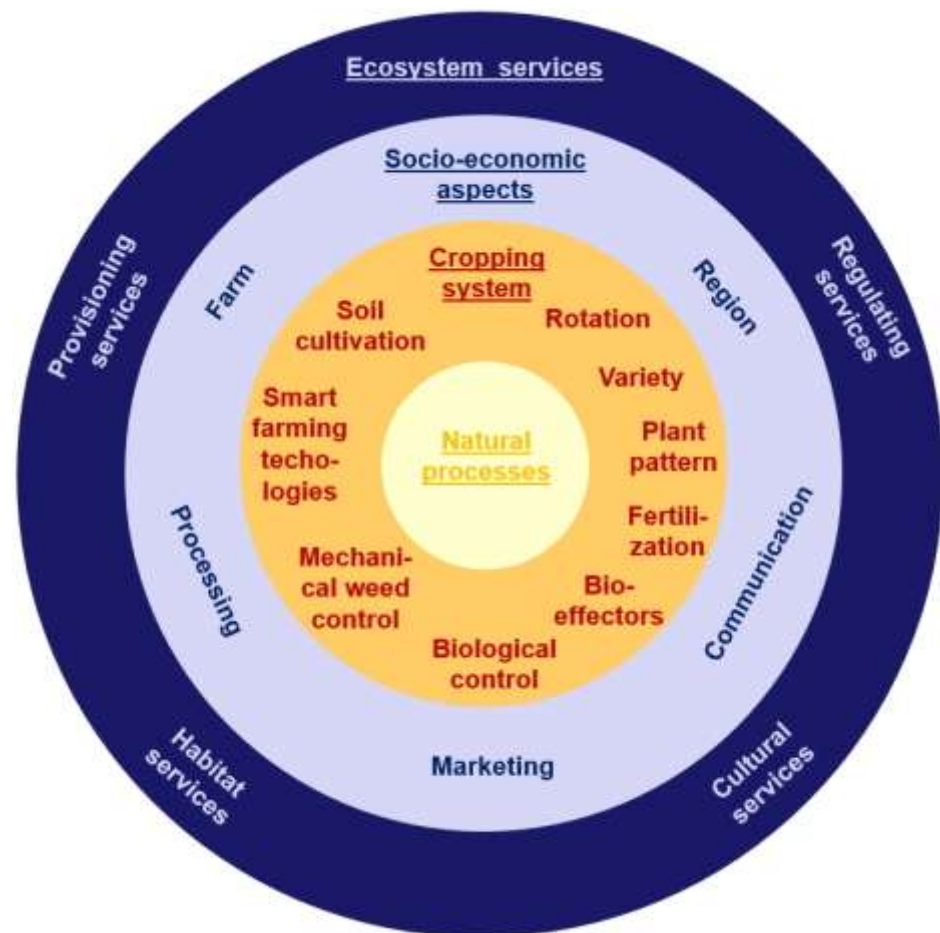 Ecosystem services
Socio-economic
aspects
Cropping
system
Natural
processes
Provisioning
services
Regulating
services
Farm
Region
Soil
cultivation
Rotation
Variety
Smart
farming
techo-
logies
Plant
pattern
Fertili-
zation
Processing
Communication
Mechani-
cal weed
control
Bio-
effectors
Biological
control
Marketing
Habitat
services
Cultural
services